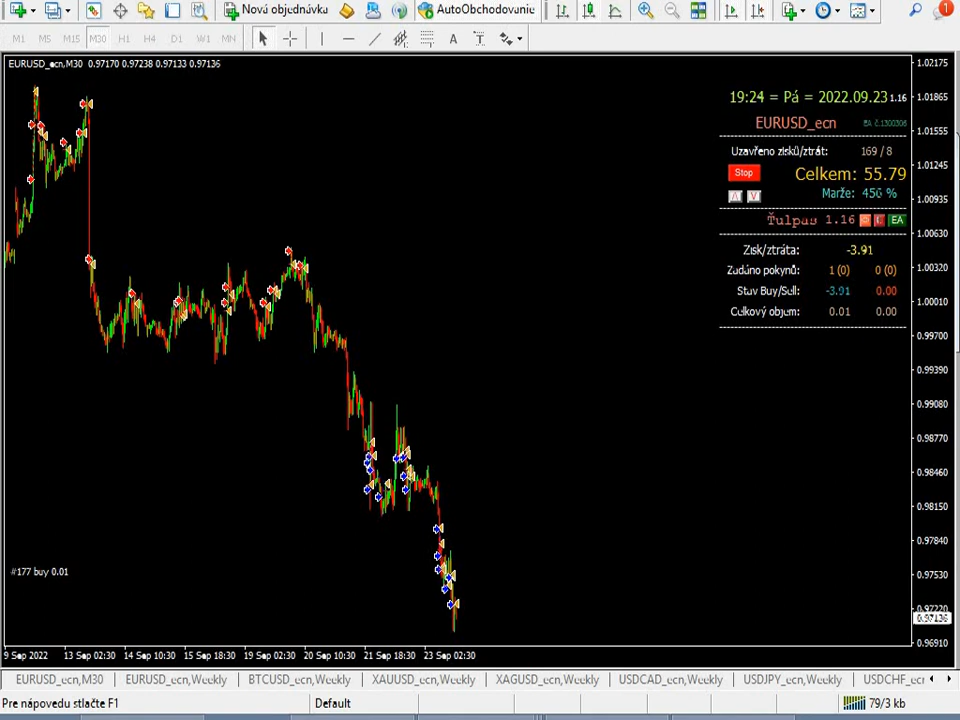 Nová objednávka AutoObchodovanie 1
M1 M5 M15 M30 H1 H4 D1 W1 MN A T
EURUSD_ecn,M30 0.97170 0.97238 0.97133 0.97136
1.02175
1.01865
1.01555
1.01245
1.00935
1.00630
1.00320
1.00010
0.99700
0.99390
0.99080
0.98770
0.98460
0.98150
0.97840
0.97530
0.97220
0.97136
0.96910
19:24 = Pá = 2022.09.23 1.16
EURUSD_ecn EA č.1300306
Uzavřeno zisků/ztrát: 169 / 8
Stop Celkem: 55.79
Marže: 456 %
Ťulpas 1.16 EA
Zisk/ztráta: -3.91
Zadáno pokynů: 1 (0) 0 (0)
Stav Buy/Sell: -3.91 0.00
Celkový objem: 0.01 0.00
#177 buy 0.01
9 Sep 2022 13 Sep 02:30 14 Sep 10:30 15 Sep 18:30 19 Sep 02:30 20 Sep 10:30 21 Sep 18:30 23 Sep 02:30
EURUSD_ecn,M30 EURUSD_ecn,Weekly BTCUSD_ecn,Weekly XAUUSD_ecn,Weekly XAGUSD_ecn,Weekly USDCAD_ecn,Weekly USDJPY_ecn,Weekly USDCHF_ecn
Pre nápovedu stlačte F1 Default 79/3 kb